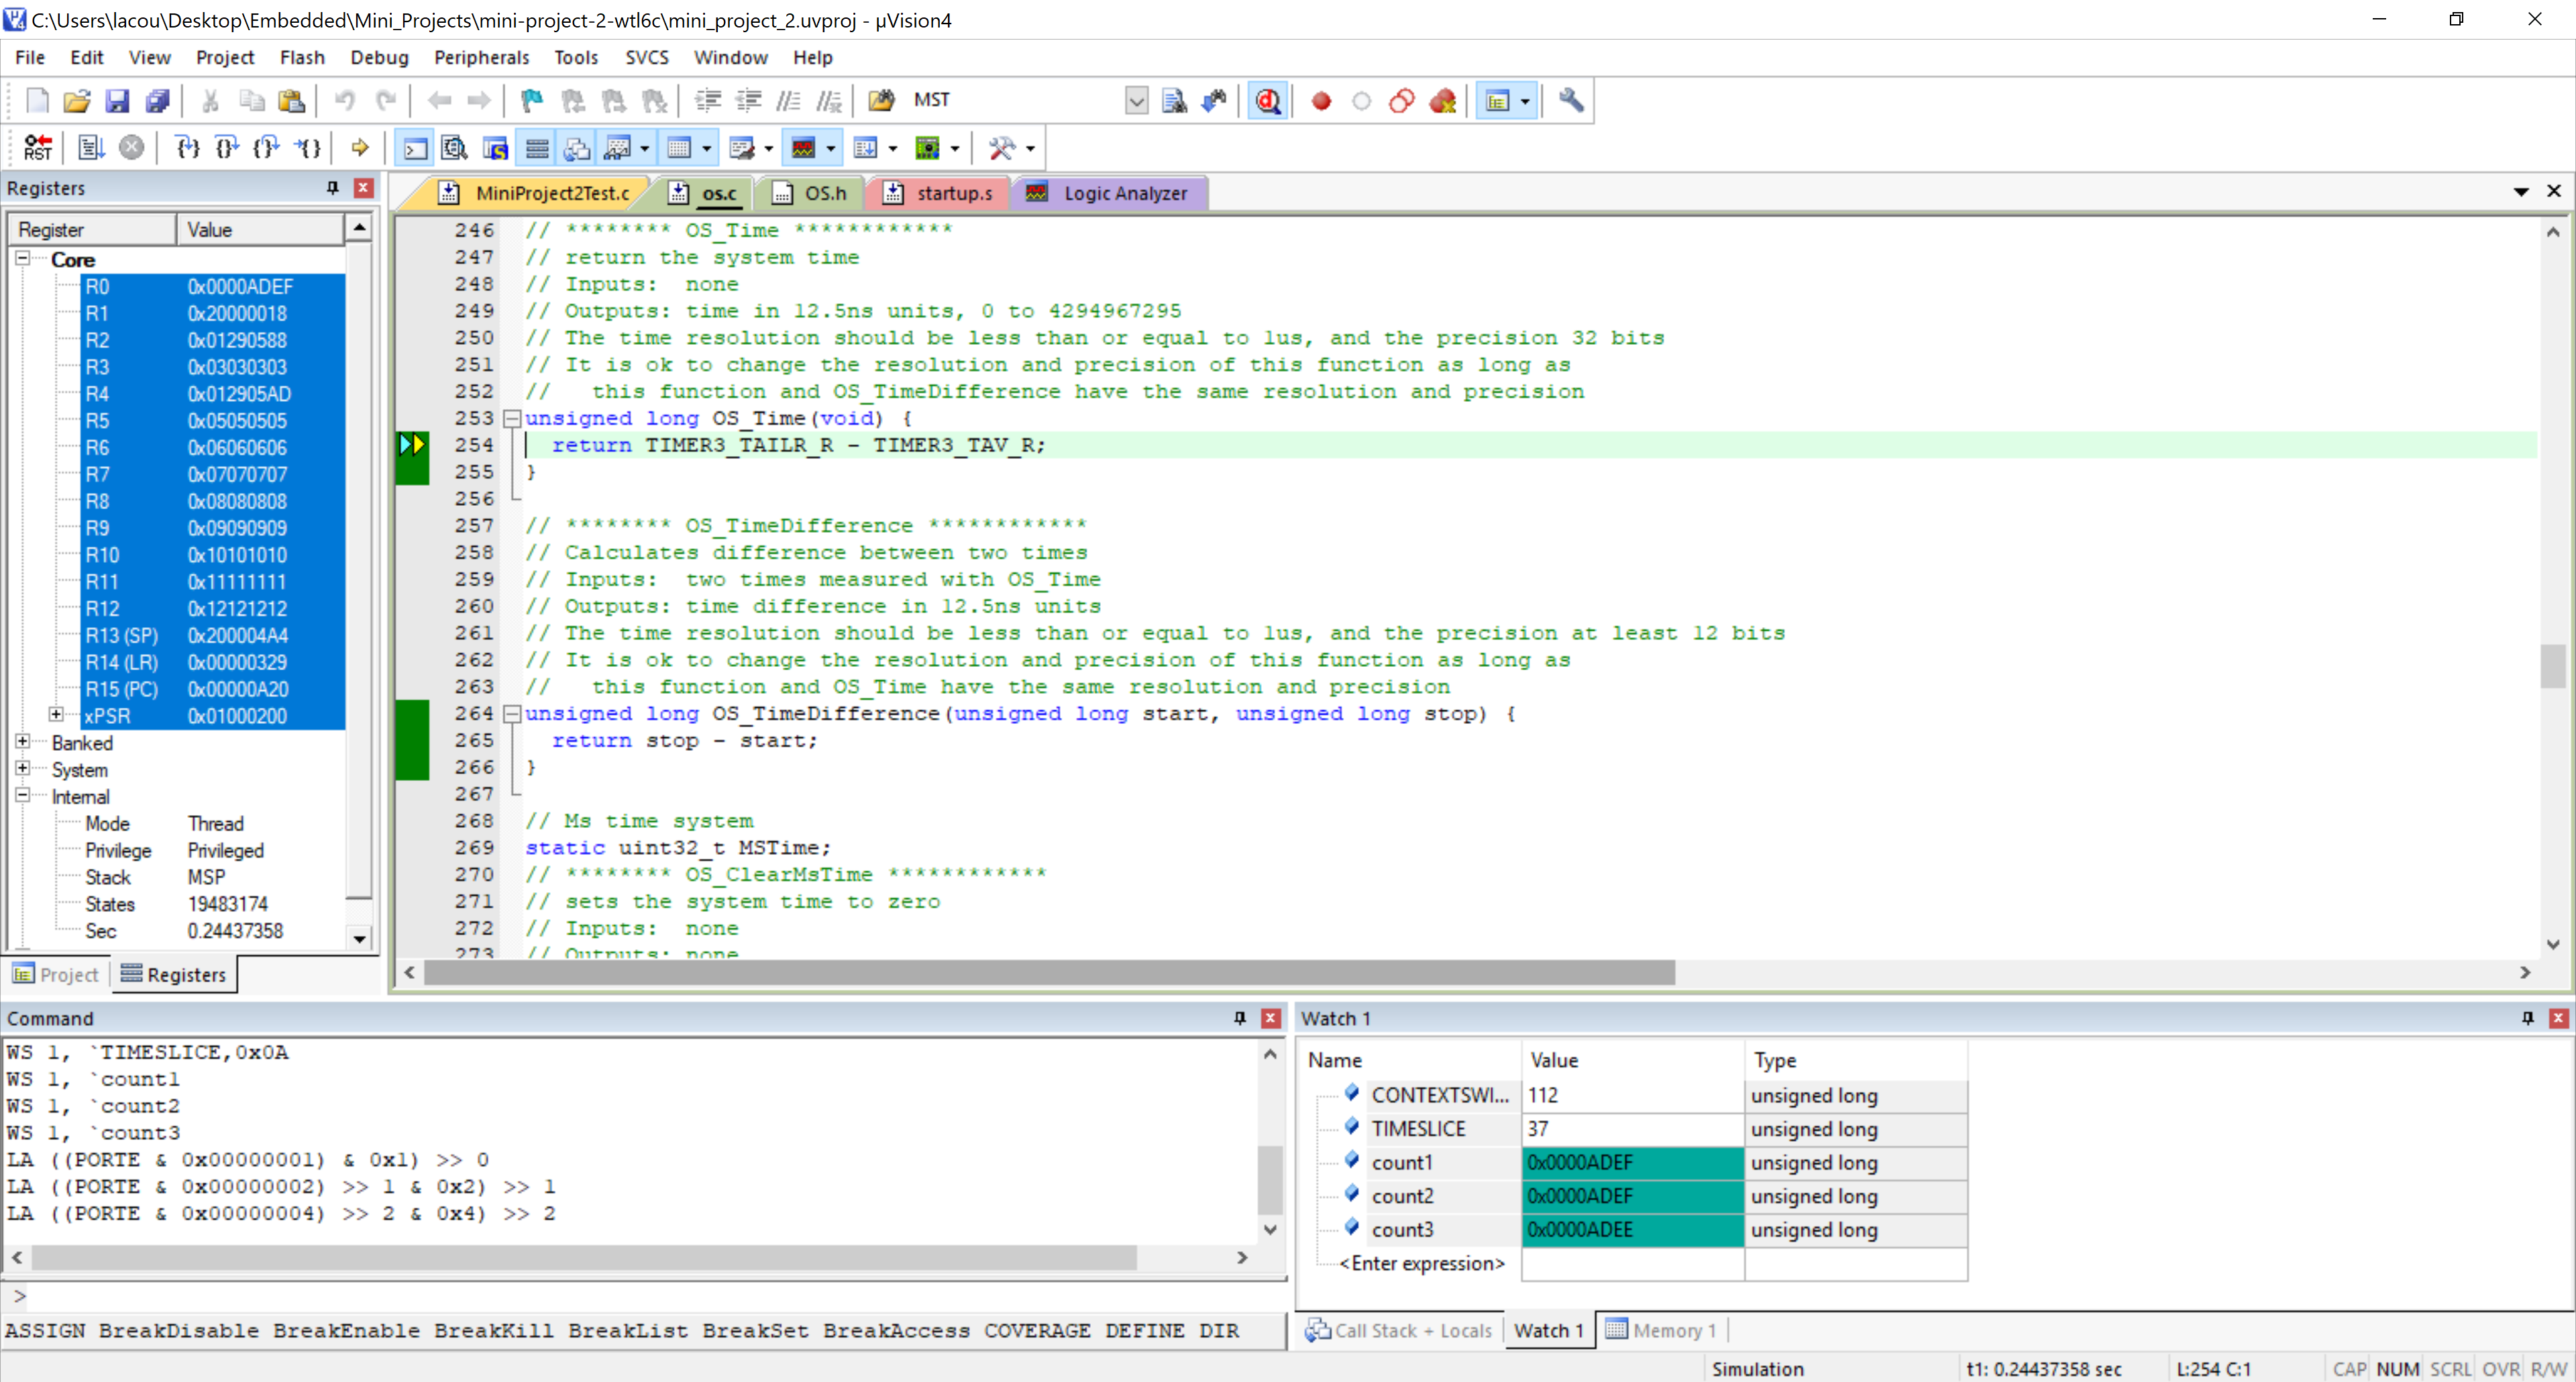 C:\Users\lacou\Desktop\Embedded\Mini_Projects\mini-project-2-wtl6c\mini_project_2.uvproj - µVision4
File Edit View Project Flash Debug Peripherals Tools SVCS Window Help
MST
RST
Registers
Register Value
Core
R0 0x0000ADEF
R1 0x20000018
R2 0x01290588
R3 0x03030303
R4 0x012905AD
R5 0x05050505
R6 0x06060606
R7 0x07070707
R8 0x08080808
R9 0x09090909
R10 0x10101010
R11 0x11111111
R12 0x12121212
R13 (SP) 0x200004A4
R14 (LR) 0x00000329
R15 (PC) 0x00000A20
xPSR 0x01000200
Banked
System
Internal
Mode Thread
Privilege Privileged
Stack MSP
States 19483174
Sec 0.24437358
Project Registers
MiniProject2Test.c os.c OS.h startup.s Logic Analyzer
246 // ******** OS_Time ************
247 // return the system time
248 // Inputs:  none
249 // Outputs: time in 12.5ns units, 0 to 4294967295
250 // The time resolution should be less than or equal to 1us, and the precision 32 bits
251 // It is ok to change the resolution and precision of this function as long as
252 //   this function and OS_TimeDifference have the same resolution and precision
253 unsigned long OS_Time(void) {
254   return TIMER3_TAILR_R - TIMER3_TAV_R;
255 }
256
257 // ******** OS_TimeDifference ************
258 // Calculates difference between two times
259 // Inputs:  two times measured with OS_Time
260 // Outputs: time difference in 12.5ns units
261 // The time resolution should be less than or equal to 1us, and the precision at least 12 bits
262 // It is ok to change the resolution and precision of this function as long as
263 //   this function and OS_Time have the same resolution and precision
264 unsigned long OS_TimeDifference(unsigned long start, unsigned long stop) {
265   return stop - start;
266 }
267
268 // Ms time system
269 static uint32_t MSTime;
270 // ******** OS_ClearMsTime ************
271 // sets the system time to zero
272 // Inputs:  none
273 // Outputs: none
Command
WS 1, `TIMESLICE,0x0A
WS 1, `count1
WS 1, `count2
WS 1, `count3
LA ((PORTE & 0x00000001) & 0x1) >> 0
LA ((PORTE & 0x00000002) >> 1 & 0x2) >> 1
LA ((PORTE & 0x00000004) >> 2 & 0x4) >> 2
>
ASSIGN BreakDisable BreakEnable BreakKill BreakList BreakSet BreakAccess COVERAGE DEFINE DIR
Watch 1
Name Value Type
CONTEXTSWI... 112 unsigned long
TIMESLICE 37 unsigned long
count1 0x0000ADEF unsigned long
count2 0x0000ADEF unsigned long
count3 0x0000ADEE unsigned long
<Enter expression>
Call Stack + Locals Watch 1 Memory 1
Simulation t1: 0.24437358 sec L:254 C:1 CAP NUM SCRL OVR R/W